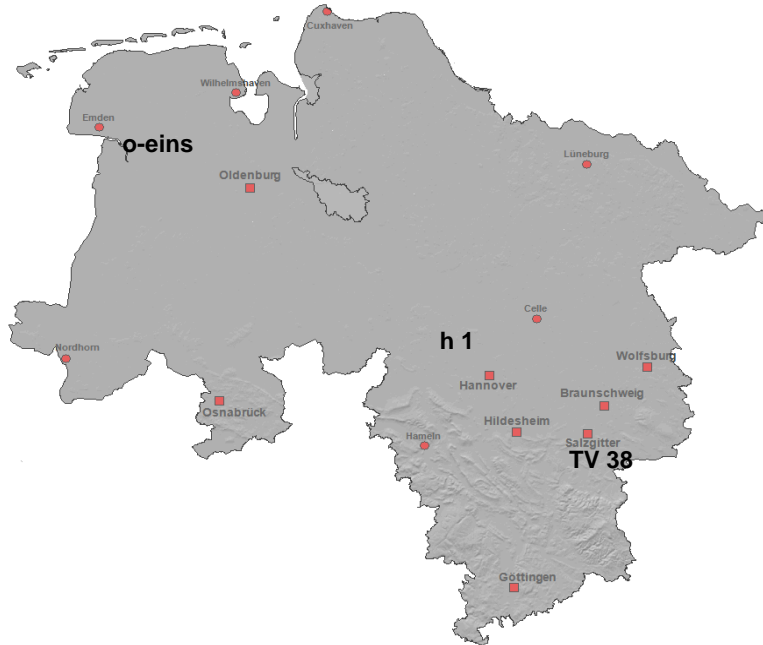 Cuxhaven
Wilhelmshaven
Emden
o-eins
Lüneburg
Oldenburg
Celle
h 1
Nordhorn
Wolfsburg
Hannover
Braunschweig
Osnabrück
Hildesheim
Hameln
Salzgitter
TV 38
Göttingen